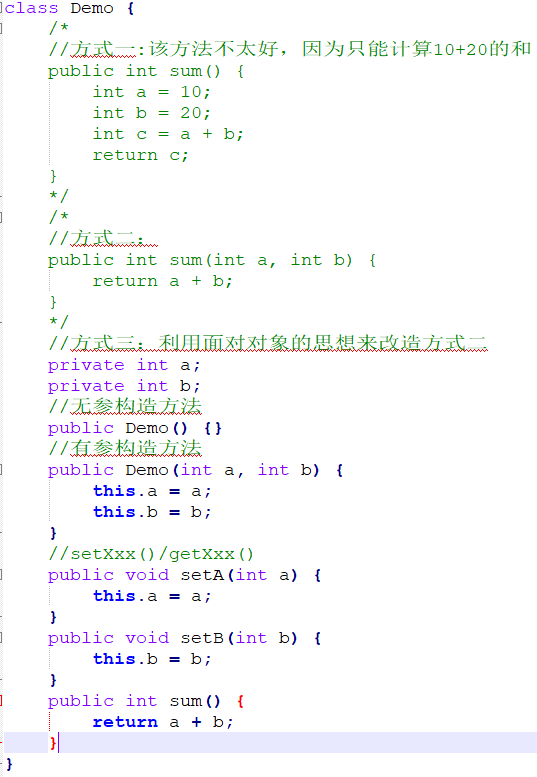 class Demo {
    /*
    //方式一:该方法不太好，因为只能计算10+20的和
    public int sum() {
        int a = 10;
        int b = 20;
        int c = a + b;
        return c;
    }
    */
    /*
    //方式二：
    public int sum(int a, int b) {
        return a + b;
    }
    */
    //方式三：利用面对对象的思想来改造方式二
    private int a;
    private int b;
    //无参构造方法
    public Demo() {}
    //有参构造方法
    public Demo(int a, int b) {
        this.a = a;
        this.b = b;
    }
    //setXxx()/getXxx()
    public void setA(int a) {
        this.a = a;
    }
    public void setB(int b) {
        this.b = b;
    }
    public int sum() {
        return a + b;
    }
}